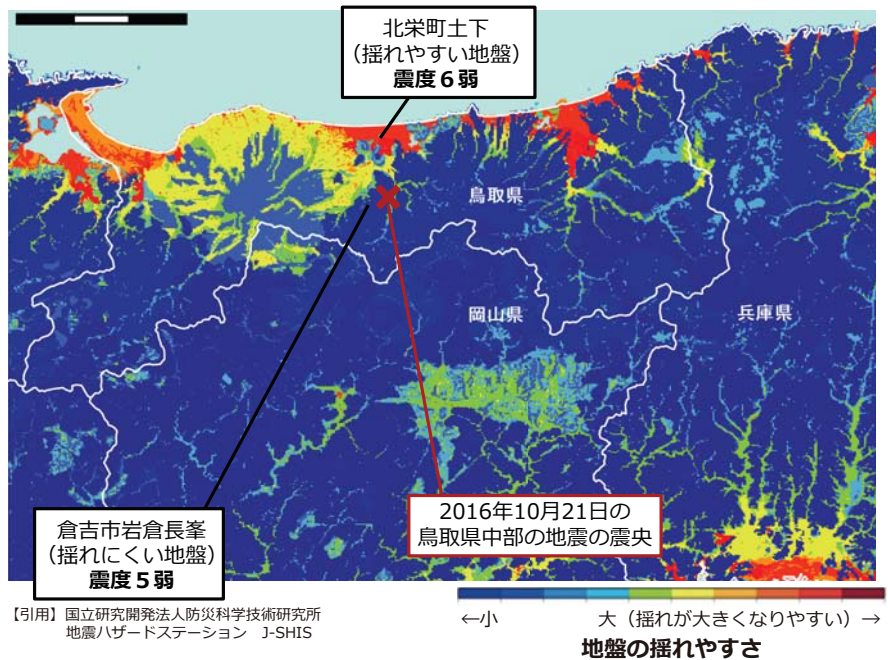 北栄町土下
（揺れやすい地盤）
震度６弱
鳥取県
岡山県
兵庫県
2016年10月21日の
鳥取県中部の地震の震央
倉吉市岩倉長峯
（揺れにくい地盤）
震度５弱
【引用】国立研究開発法人防災科学技術研究所
地震ハザードステーション　J-SHIS
←小　大（揺れが大きくなりやすい）→
地盤の揺れやすさ